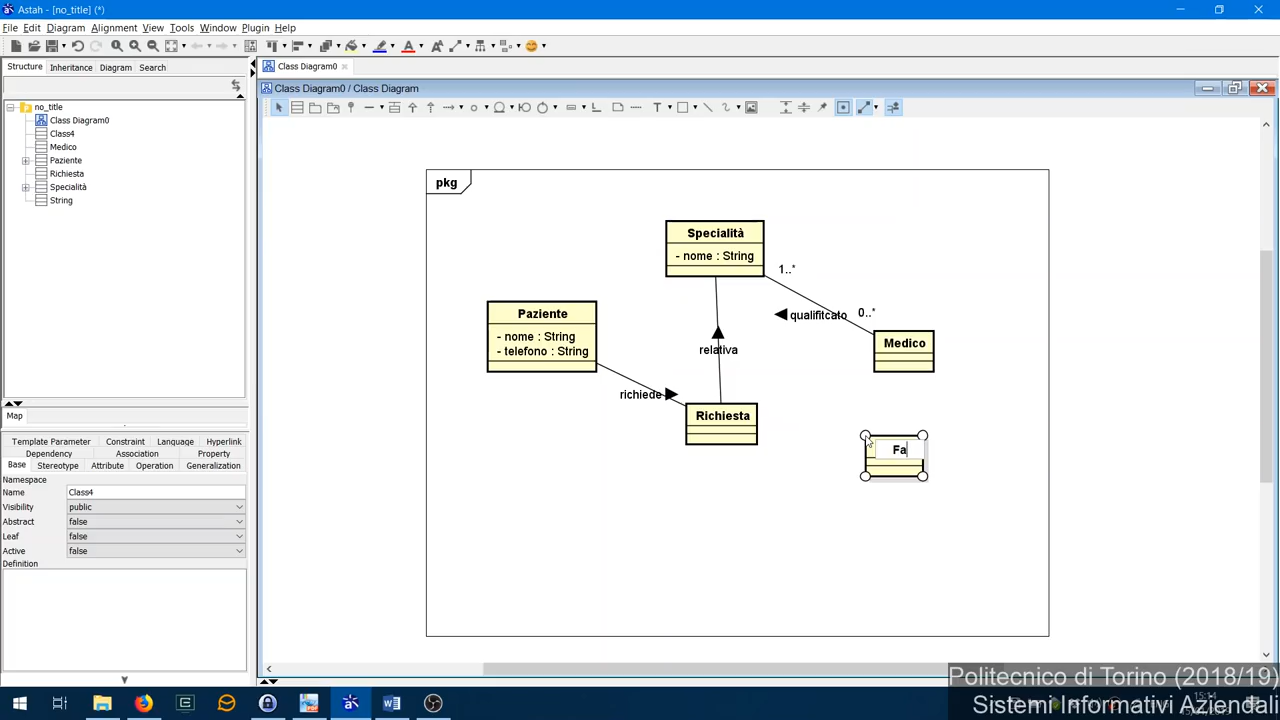 Astah - [no_title] (*)
File Edit Diagram Alignment View Tools Window Plugin Help
Structure Inheritance Diagram Search
Class Diagram0
Class Diagram0 / Class Diagram
no_title
Class Diagram0
Class4
Medico
Paziente
Richiesta
Specialità
String
pkg
Specialità
- nome : String
1..*
0..*
qualifitcato
Paziente
- nome : String
- telefono : String
Medico
relativa
richiede
Richiesta
Fa
Map
Template Parameter Constraint Language Hyperlink
Dependency Association Property
Base Stereotype Attribute Operation Generalization
Namespace
Name Class4
Visibility public
Abstract false
Leaf false
Active false
Definition
Politecnico di Torino (2018/19)
Sistemi Informativi Aziendali
15:14